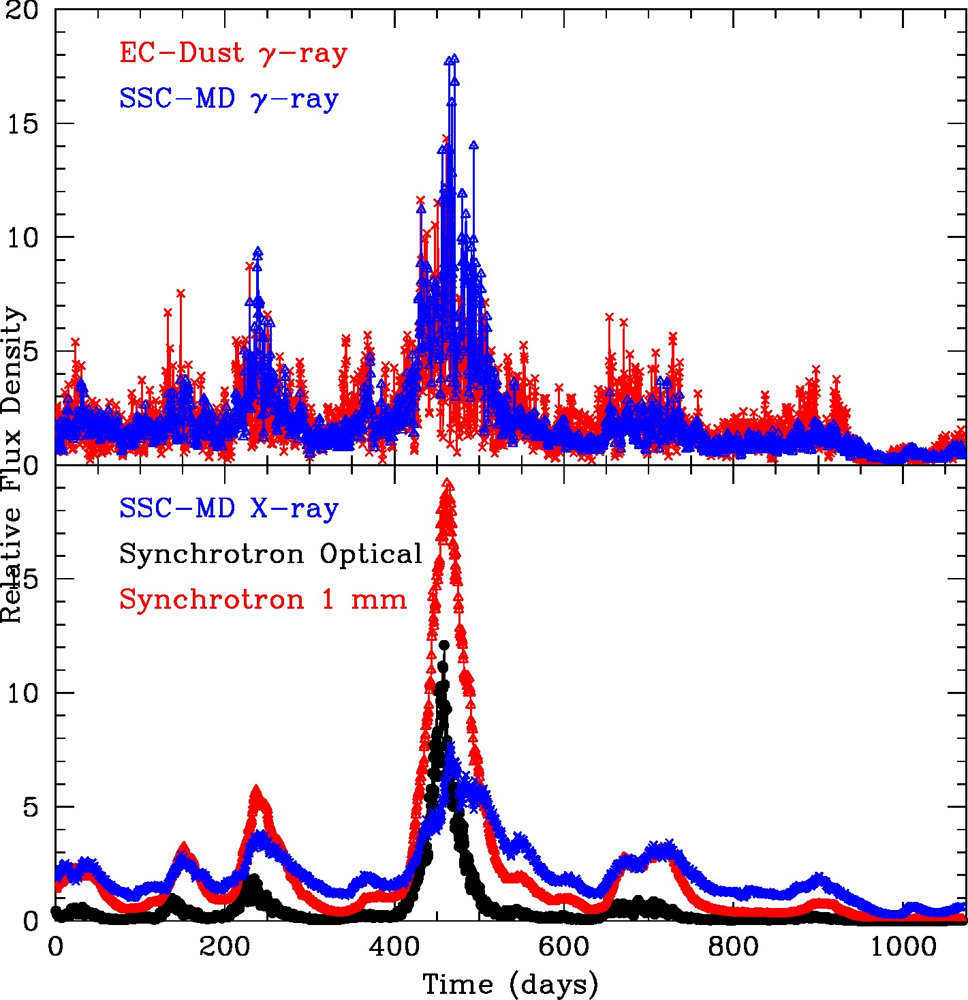 20
EC-Dust γ-ray
SSC-MD γ-ray
15
10
5
0
Relative Flux Density
SSC-MD X-ray
Synchrotron Optical
15
Synchrotron 1 mm
10
5
0
0 200 400 600 800 1000
Time (days)